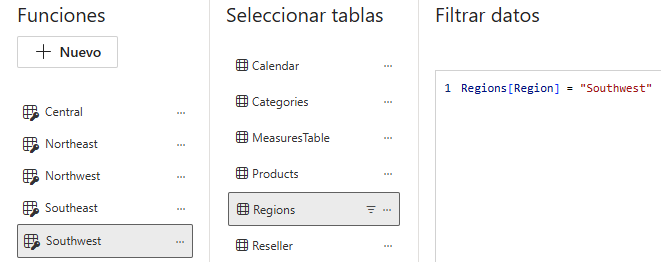 Funciones
+ Nuevo
Central
Northeast
Northwest
Southeast
Southwest
Seleccionar tablas
Calendar
Categories
MeasuresTable
Products
Regions
Reseller
Filtrar datos
1 Regions[Region] = "Southwest"